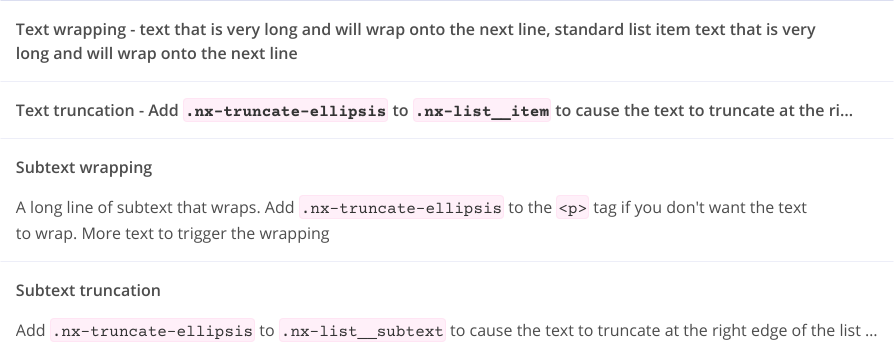 Text wrapping - text that is very long and will wrap onto the next line, standard list item text that is very
long and will wrap onto the next line
Text truncation - Add .nx-truncate-ellipsis to .nx-list__item to cause the text to truncate at the ri...
Subtext wrapping
A long line of subtext that wraps. Add .nx-truncate-ellipsis to the <p> tag if you don't want the text
to wrap. More text to trigger the wrapping
Subtext truncation
Add .nx-truncate-ellipsis to .nx-list__subtext to cause the text to truncate at the right edge of the list ...